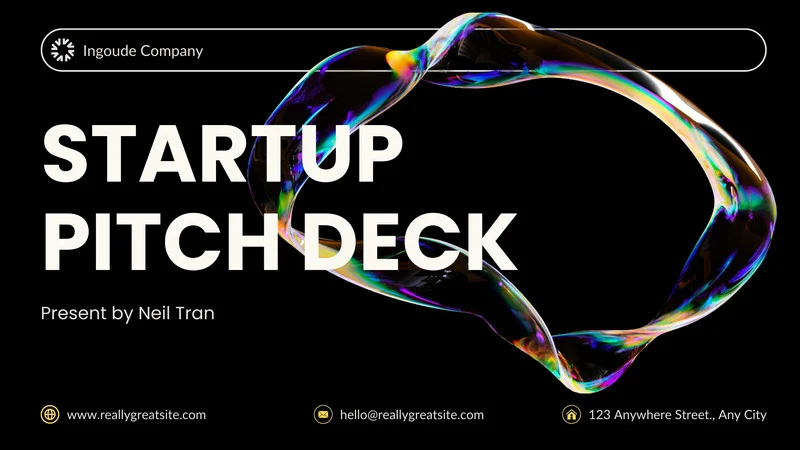 Ingoude Company
STARTUP
PITCH DECK
Present by Neil Tran
www.reallygreatsite.com
hello@reallygreatsite.com
123 Anywhere Street., Any City